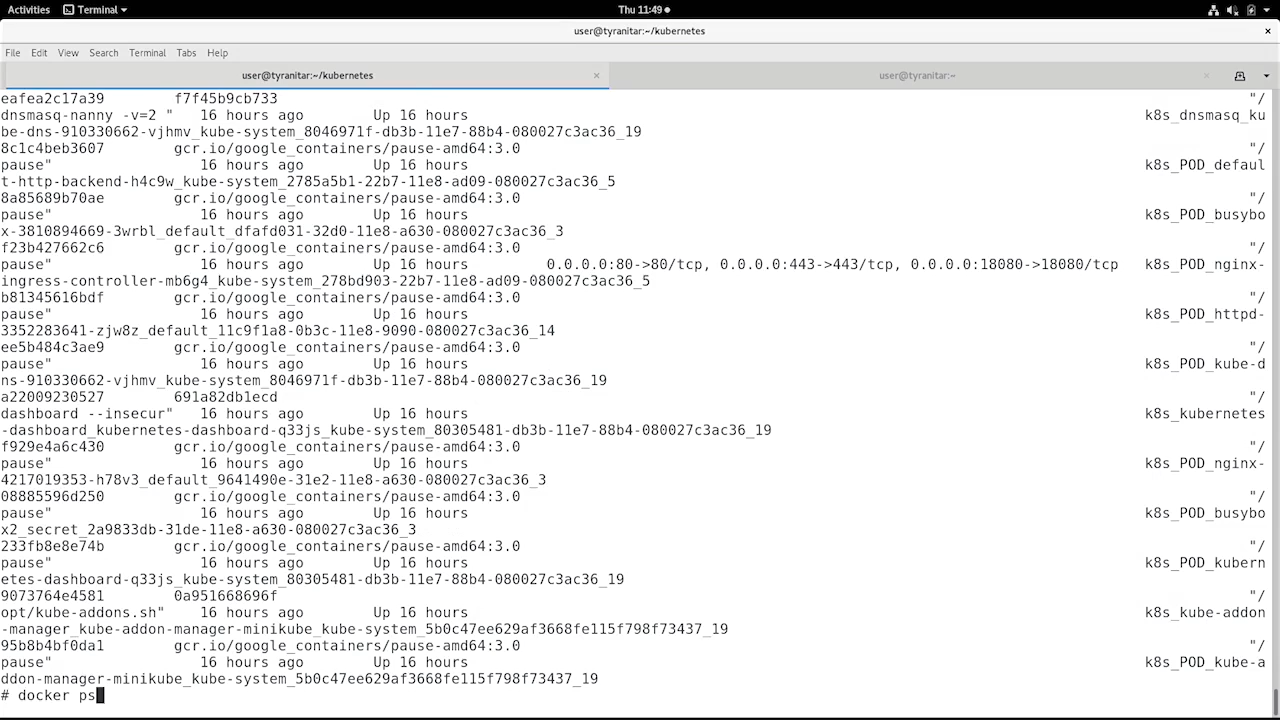 Activities Terminal Thu 11:49
user@tyranitar:~/kubernetes
File Edit View Search Terminal Tabs Help
user@tyranitar:~/kubernetes user@tyranitar:~
eafea2c17a39 f7f45b9cb733 "/
dnsmasq-nanny -v=2 " 16 hours ago Up 16 hours k8s_dnsmasq_ku
be-dns-910330662-vjhmv_kube-system_8046971f-db3b-11e7-88b4-080027c3ac36_19
8c1c4beb3607 gcr.io/google_containers/pause-amd64:3.0 "/
pause" 16 hours ago Up 16 hours k8s_POD_defaul
t-http-backend-h4c9w_kube-system_2785a5b1-22b7-11e8-ad09-080027c3ac36_5
8a85689b70ae gcr.io/google_containers/pause-amd64:3.0 "/
pause" 16 hours ago Up 16 hours k8s_POD_busybo
x-3810894669-3wrbl_default_dfafd031-32d0-11e8-a630-080027c3ac36_3
f23b427662c6 gcr.io/google_containers/pause-amd64:3.0 "/
pause" 16 hours ago Up 16 hours 0.0.0.0:80->80/tcp, 0.0.0.0:443->443/tcp, 0.0.0.0:18080->18080/tcp k8s_POD_nginx-
ingress-controller-mb6g4_kube-system_278bd903-22b7-11e8-ad09-080027c3ac36_5
b81345616bdf gcr.io/google_containers/pause-amd64:3.0 "/
pause" 16 hours ago Up 16 hours k8s_POD_httpd-
3352283641-zjw8z_default_11c9f1a8-0b3c-11e8-9090-080027c3ac36_14
ee5b484c3ae9 gcr.io/google_containers/pause-amd64:3.0 "/
pause" 16 hours ago Up 16 hours k8s_POD_kube-d
ns-910330662-vjhmv_kube-system_8046971f-db3b-11e7-88b4-080027c3ac36_19
a22009230527 691a82db1ecd "/
dashboard --insecur" 16 hours ago Up 16 hours k8s_kubernetes
-dashboard_kubernetes-dashboard-q33js_kube-system_80305481-db3b-11e7-88b4-080027c3ac36_19
f929e4a6c430 gcr.io/google_containers/pause-amd64:3.0 "/
pause" 16 hours ago Up 16 hours k8s_POD_nginx-
4217019353-h78v3_default_9641490e-31e2-11e8-a630-080027c3ac36_3
08885596d250 gcr.io/google_containers/pause-amd64:3.0 "/
pause" 16 hours ago Up 16 hours k8s_POD_busybo
x2_secret_2a9833db-31de-11e8-a630-080027c3ac36_3
233fb8e8e74b gcr.io/google_containers/pause-amd64:3.0 "/
pause" 16 hours ago Up 16 hours k8s_POD_kubern
etes-dashboard-q33js_kube-system_80305481-db3b-11e7-88b4-080027c3ac36_19
9073764e4581 0a951668696f "/
opt/kube-addons.sh" 16 hours ago Up 16 hours k8s_kube-addon
-manager_kube-addon-manager-minikube_kube-system_5b0c47ee629af3668fe115f798f73437_19
95b8b4bf0da1 gcr.io/google_containers/pause-amd64:3.0 "/
pause" 16 hours ago Up 16 hours k8s_POD_kube-a
ddon-manager-minikube_kube-system_5b0c47ee629af3668fe115f798f73437_19
# docker ps